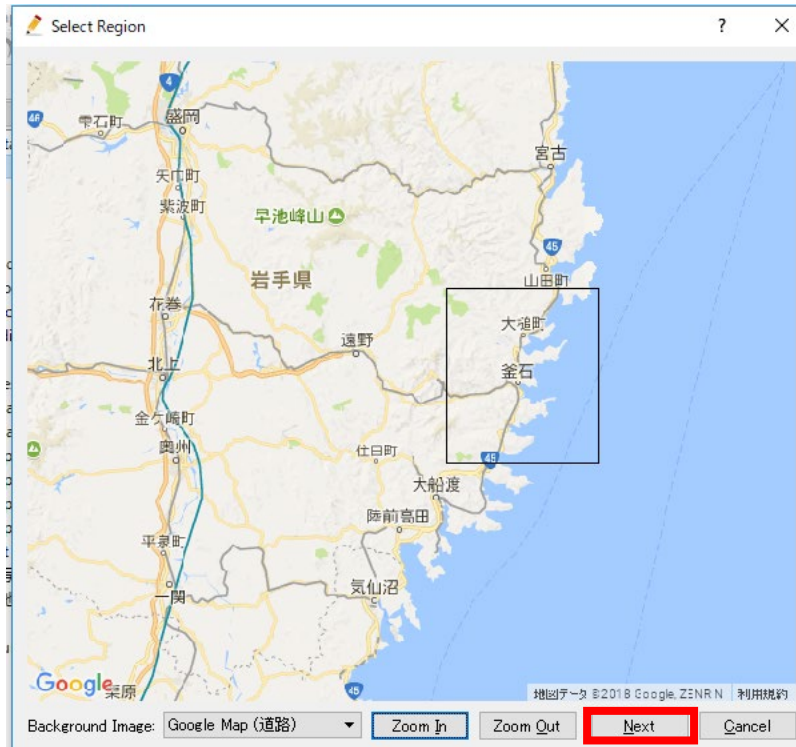 Select Region
?
4
46
雫石町
盛岡
宮古
矢巾町
紫波町
早池峰山
45
山田町
岩手県
花巻
大槌町
遠野
北上
釜石
金ケ崎町
住田町
奥州
45
大船渡
陸前高田
平泉町
一関
気仙沼
Google
栗原
45
地図データ ©2018 Google, ZENRIN
利用規約
Background Image: Google Map (道路) Zoom In Zoom Out Next Cancel